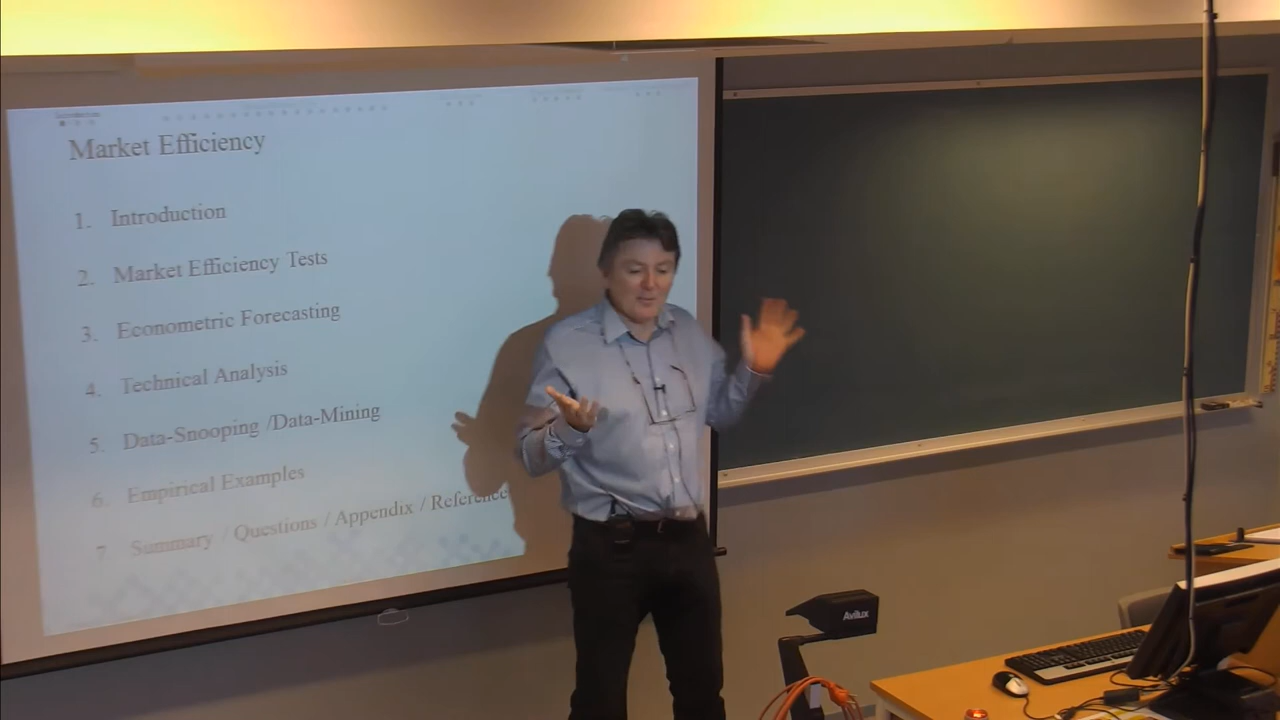 Market Efficiency
1. Introduction
2. Market Efficiency Tests
3. Econometric Forecasting
4. Technical Analysis
5. Data-Snooping /Data-Mining
6. Empirical Examples
7. Summary / Questions / Appendix / Reference
Avilux